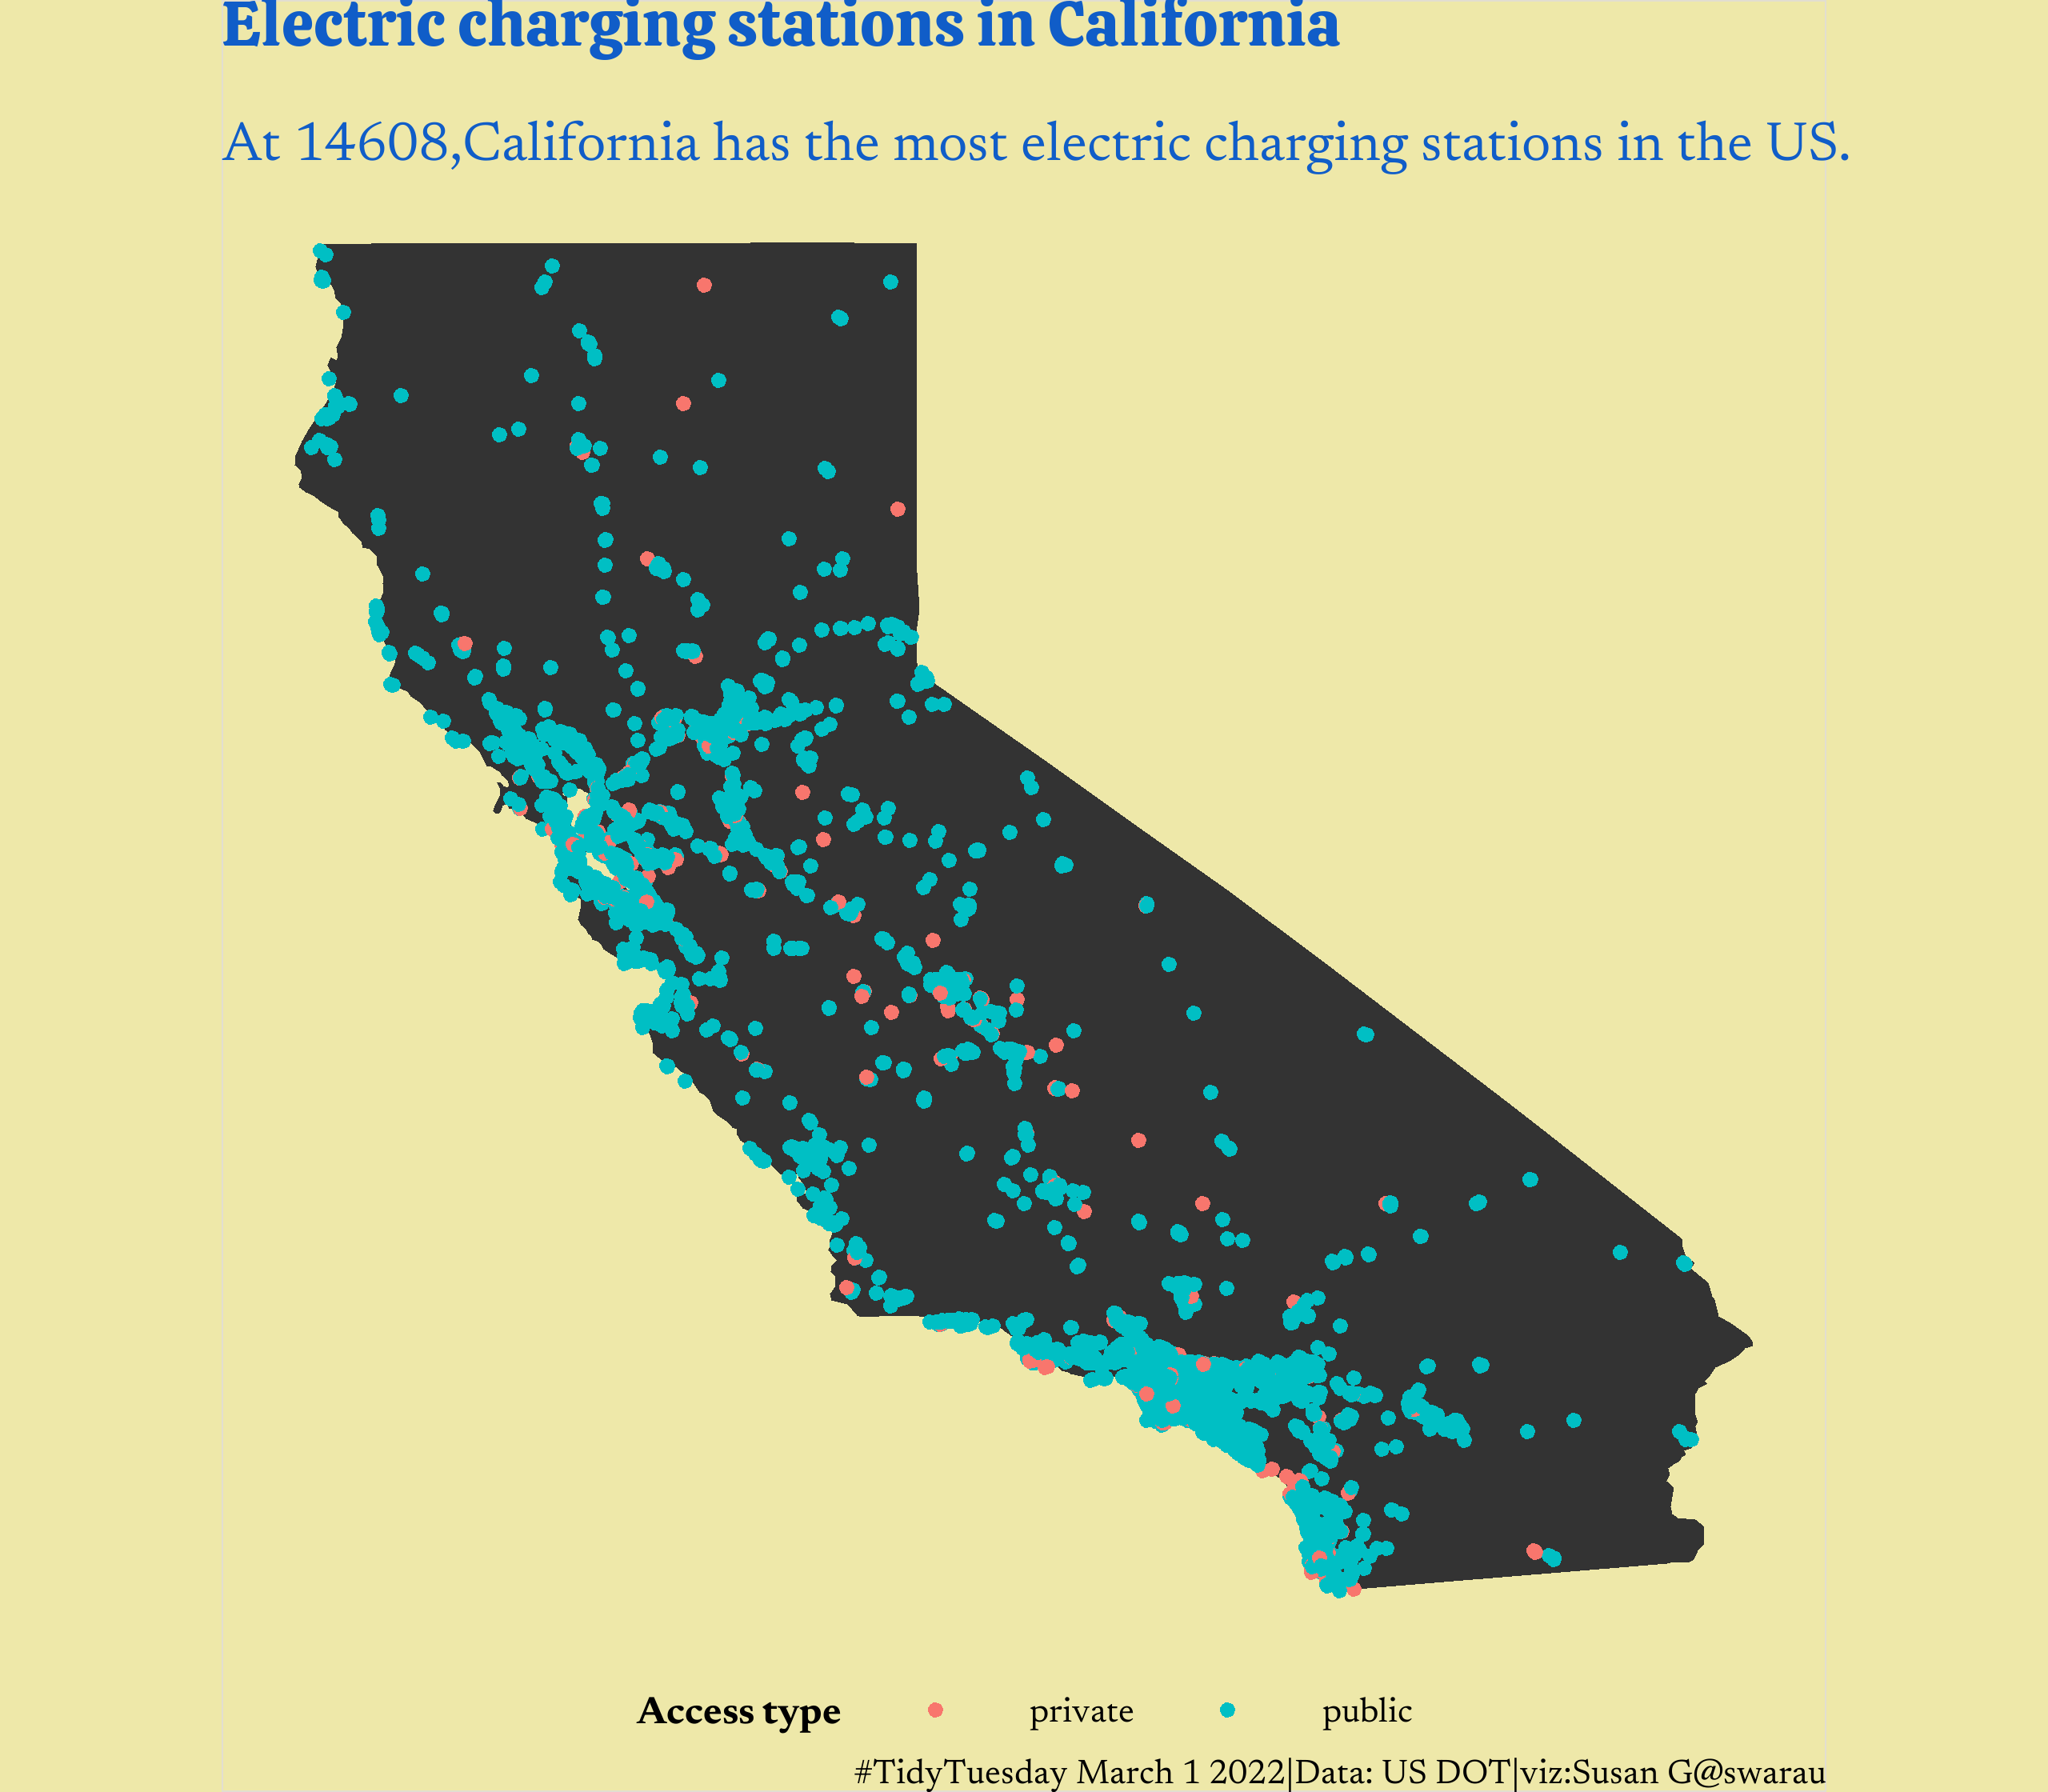 Electric charging stations in California
At 14608,California has the most electric charging stations in the US.
Access type private public
#TidyTuesday March 1 2022|Data: US DOT|viz:Susan G@swarau